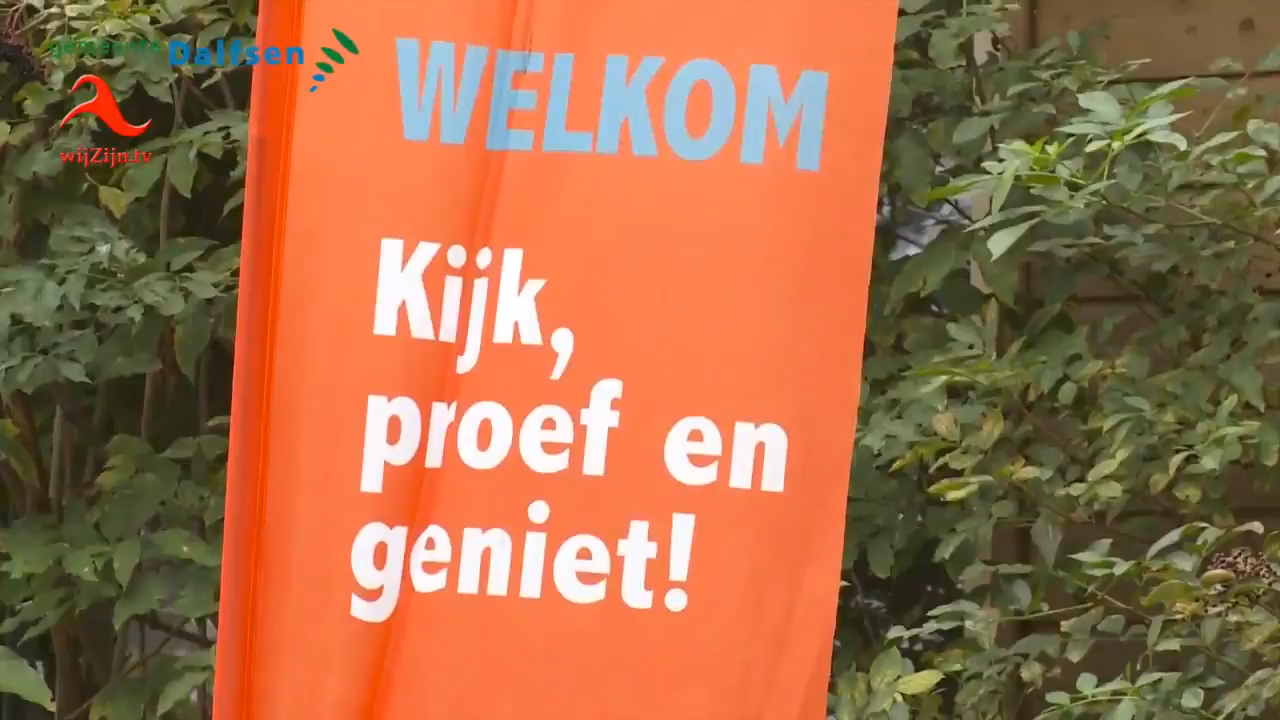 gemeente Dalfsen
wijZijn.tv
WELKOM
Kijk,
proef en
geniet!